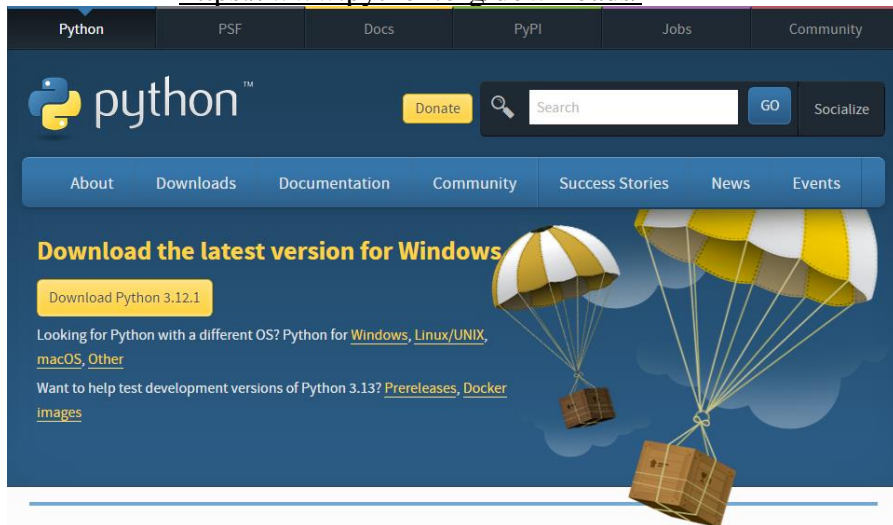 Python PSF Docs PyPI Jobs Community
python™ Donate Search GO Socialize
About Downloads Documentation Community Success Stories News Events
Download the latest version for Windows
Download Python 3.12.1
Looking for Python with a different OS? Python for Windows, Linux/UNIX,
macOS, Other
Want to help test development versions of Python 3.13? Prereleases, Docker
images